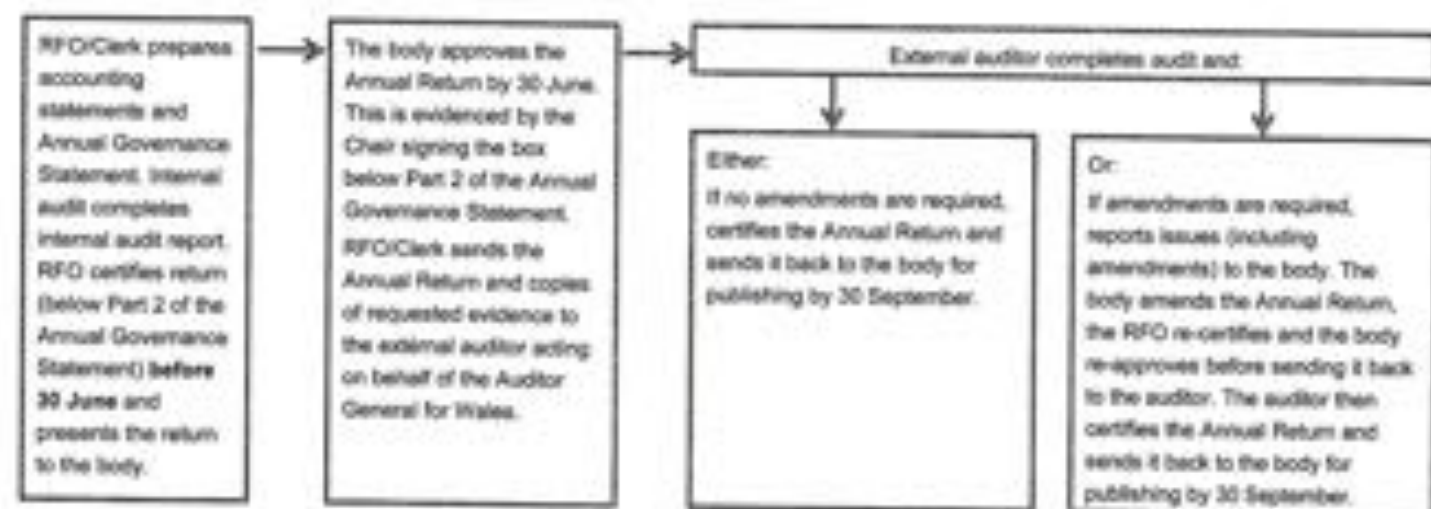 RFO/Clerk prepares
accounting
statements and
Annual Governance
Statement. Internal
audit completes
internal audit report.
RFO certifies return
(below Part 2 of the
Annual Governance
Statement) before
30 June and
presents the return
to the body.
The body approves the
Annual Return by 30 June.
This is evidenced by the
Chair signing the box
below Part 2 of the Annual
Governance Statement.
RFO/Clerk sends the
Annual Return and copies
of requested evidence to
the external auditor acting
on behalf of the Auditor
General for Wales.
External auditor completes audit and:
Either:
If no amendments are required,
certifies the Annual Return and
sends it back to the body for
publishing by 30 September.
Or:
If amendments are required,
reports issues (including
amendments) to the body. The
body amends the Annual Return,
the RFO re-certifies and the body
re-approves before sending it back
to the auditor. The auditor then
certifies the Annual Return and
sends it back to the body for
publishing by 30 September.